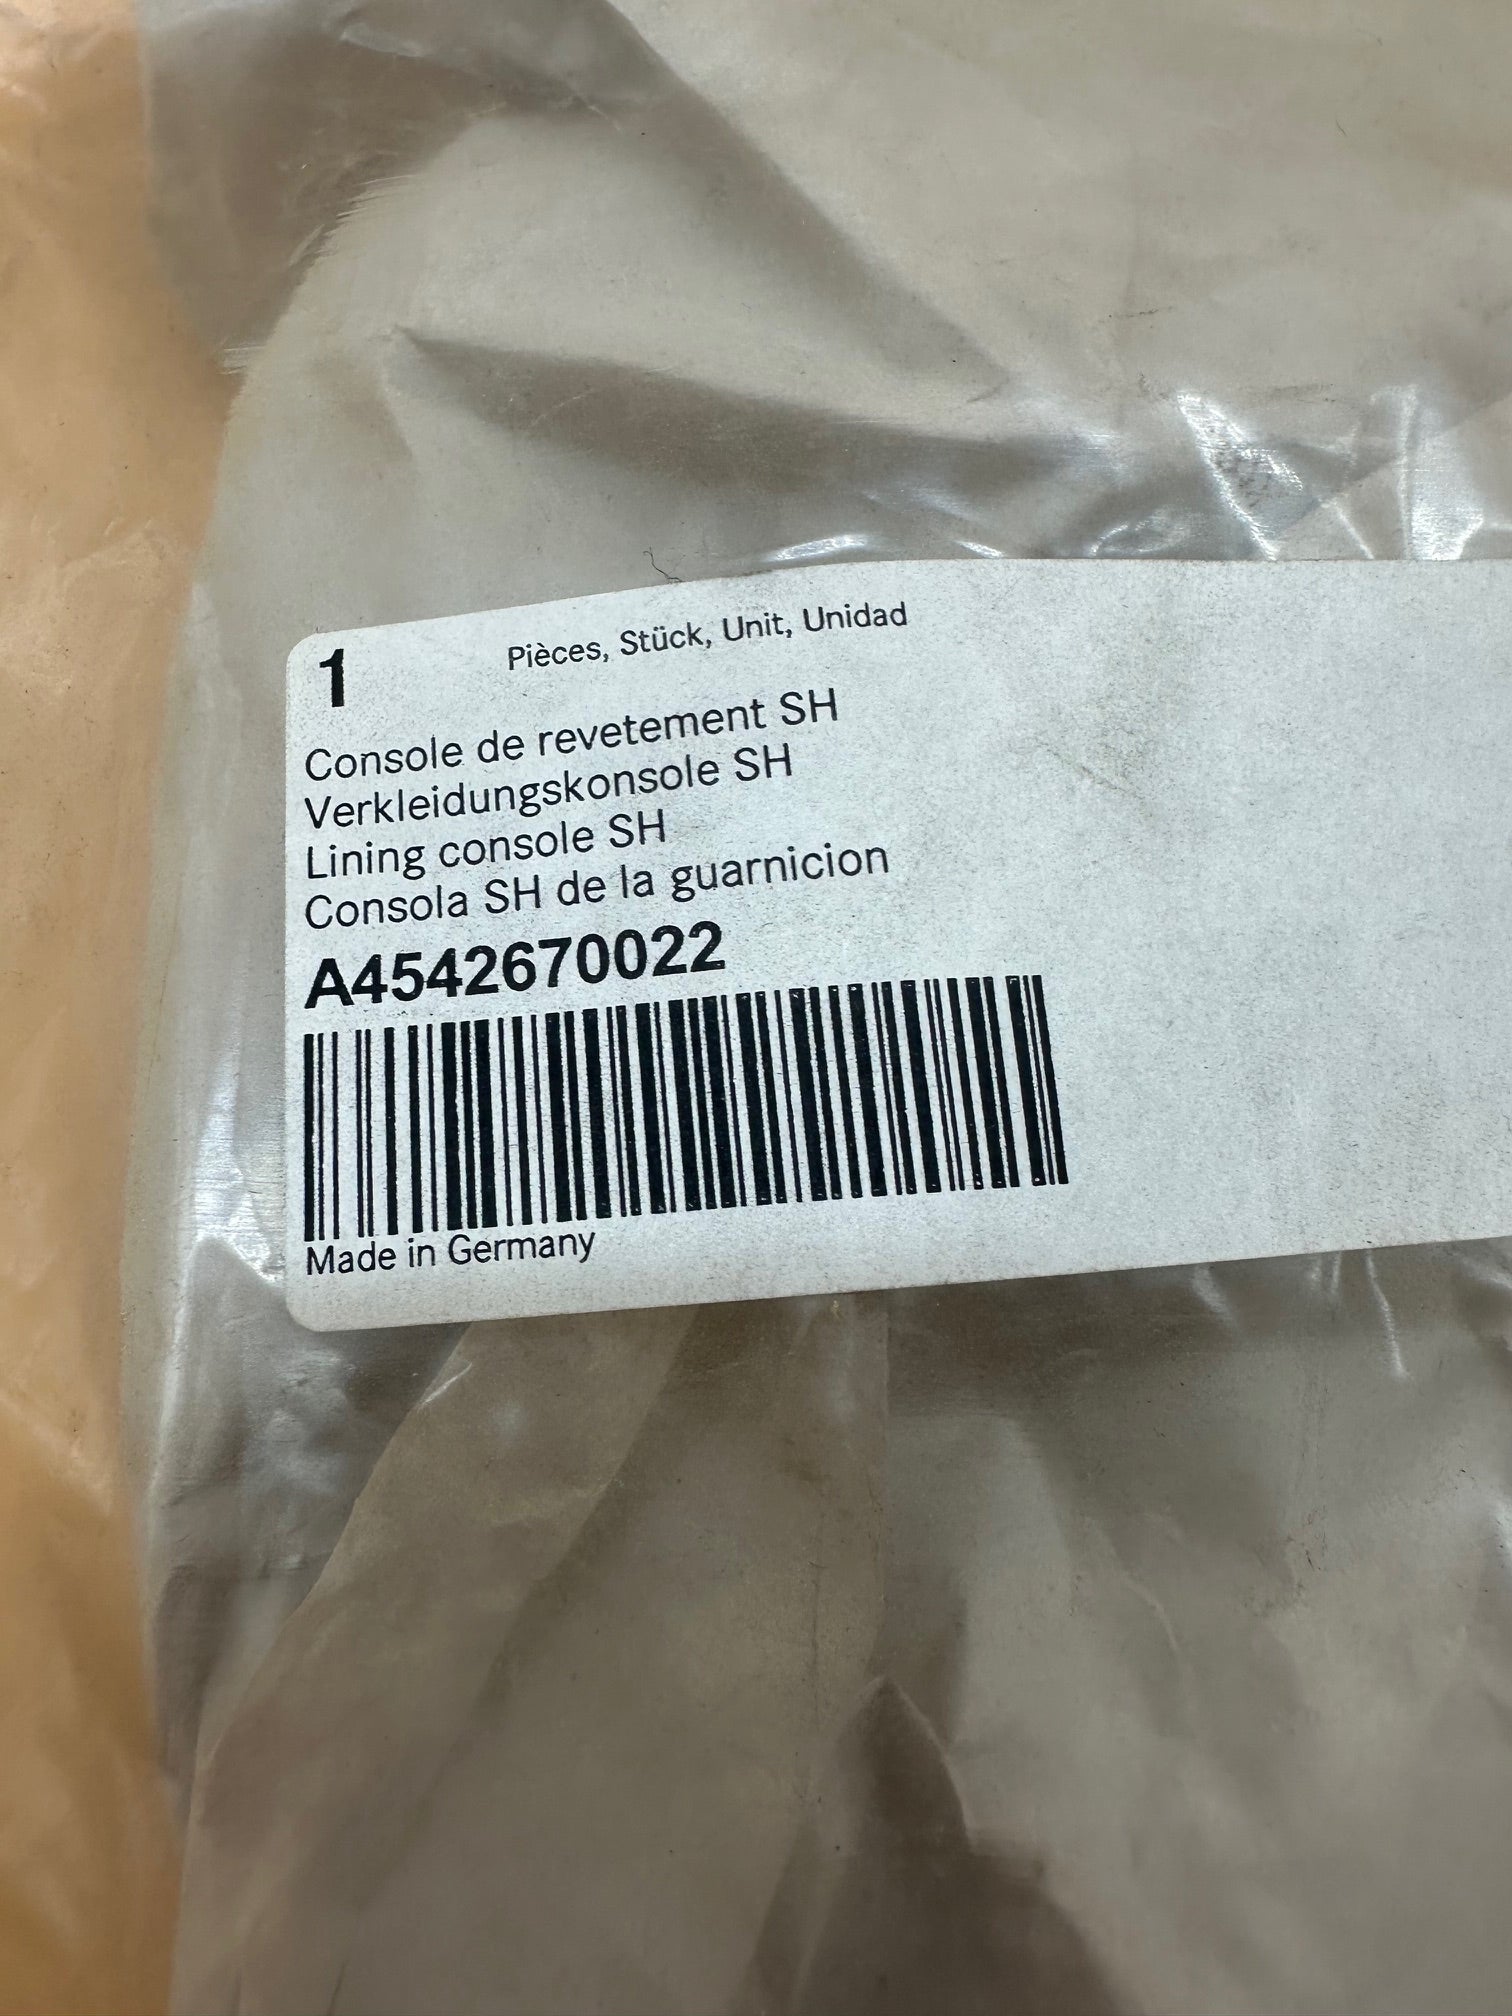 1 Pièces, Stück, Unit, Unidad
Console de revetement SH
Verkleidungskonsole SH
Lining console SH
Consola SH de la guarnicion
A4542670022
Made in Germany